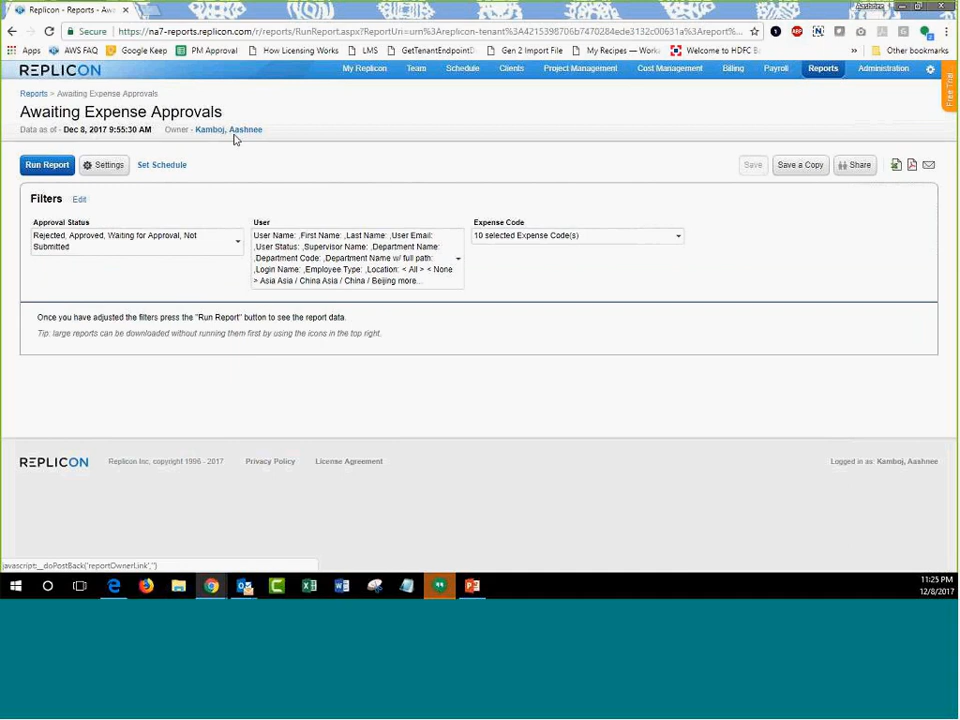 Replicon - Reports - Aw
Aashnee
Secure
https://na7-reports.replicon.com/r/reports/RunReport.aspx?ReportUri=urn%3Areplicon-tenant%3A4215398706b7470284ede3132c00631a%3Areport%...
Apps
AWS FAQ
Google Keep
PM Approval
How Licensing Works
LMS
GetTenantEndpointD
Gen 2 Import File
My Recipes – Work
Welcome to HDFC B
»
Other bookmarks
REPLICON
My Replicon
Team
Schedule
Clients
Project Management
Cost Management
Billing
Payroll
Reports
Administration
Free Trial
Reports > Awaiting Expense Approvals
Awaiting Expense Approvals
Data as of - Dec 8, 2017 9:55:30 AM
Owner - Kamboj, Aashnee
Run Report
Settings
Set Schedule
Save
Save a Copy
Share
Filters
Edit
Approval Status
Rejected, Approved, Waiting for Approval, Not
Submitted
User
User Name: ,First Name: ,Last Name: ,User Email:
,User Status: ,Supervisor Name: ,Department Name:
,Department Code: ,Department Name w/ full path:
,Login Name: ,Employee Type: ,Location: < All > < None
> Asia Asia / China Asia / China / Beijing more...
Expense Code
10 selected Expense Code(s)
Once you have adjusted the filters press the "Run Report" button to see the report data.
Tip: large reports can be downloaded without running them first by using the icons in the top right.
REPLICON
Replicon Inc, copyright 1996 - 2017
Privacy Policy
License Agreement
Logged in as: Kamboj, Aashnee
javascript:__doPostBack('reportOwnerLink','')
11:25 PM
12/8/2017